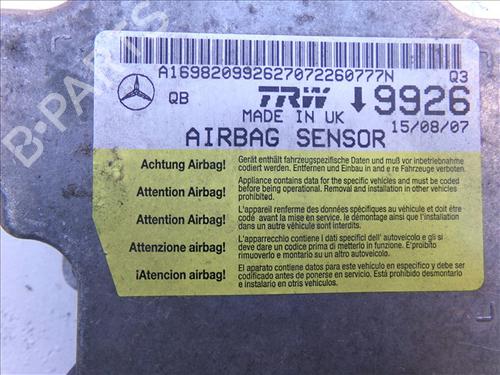 A1698209926270722607​77N Q3
QB TRW 9926
MADE IN UK 15/08/07
AIRBAG SENSOR
Achtung Airbag! Gerät enthält fahrzeugspezifische Daten und muß vor inbetriebnahme
codiert werden. Entfernen und Einbau in and e re Fahrzeuge verboten.
Attention Airbag! Appliance contains data for the specific vehicles and must be coded
before being operational. Removal and installation in other vehicles
prohibited.
Attention Airbag! L'appareil renferme des données spécifiques au véhicule et doit être
codé avant la mise en service. le démontage ainsi que l'installation
dans un autre véhicule est interdit.
Attenzione airbag! L'apparecchio contiene i dati specifici dell' autoveicolo e gli si
deve dare un codice prima di metterlo in funzione. E'proibito
rimuoverlo e montarlo su un altro autoveicolo.
¡Atencion airbag! El aparato contiene datos para este vehiculo en especifico y debe ser
codificado antes de ponerse en servicio. Está prohibido desmontarlo
e instalarlo en otros vehiculos.
B-Parts